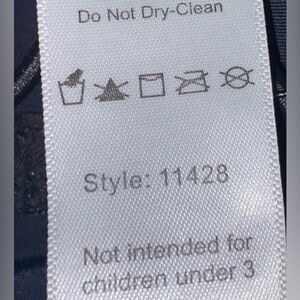 Do Not Dry-Clean
Style: 11428
Not intended for
children under 3